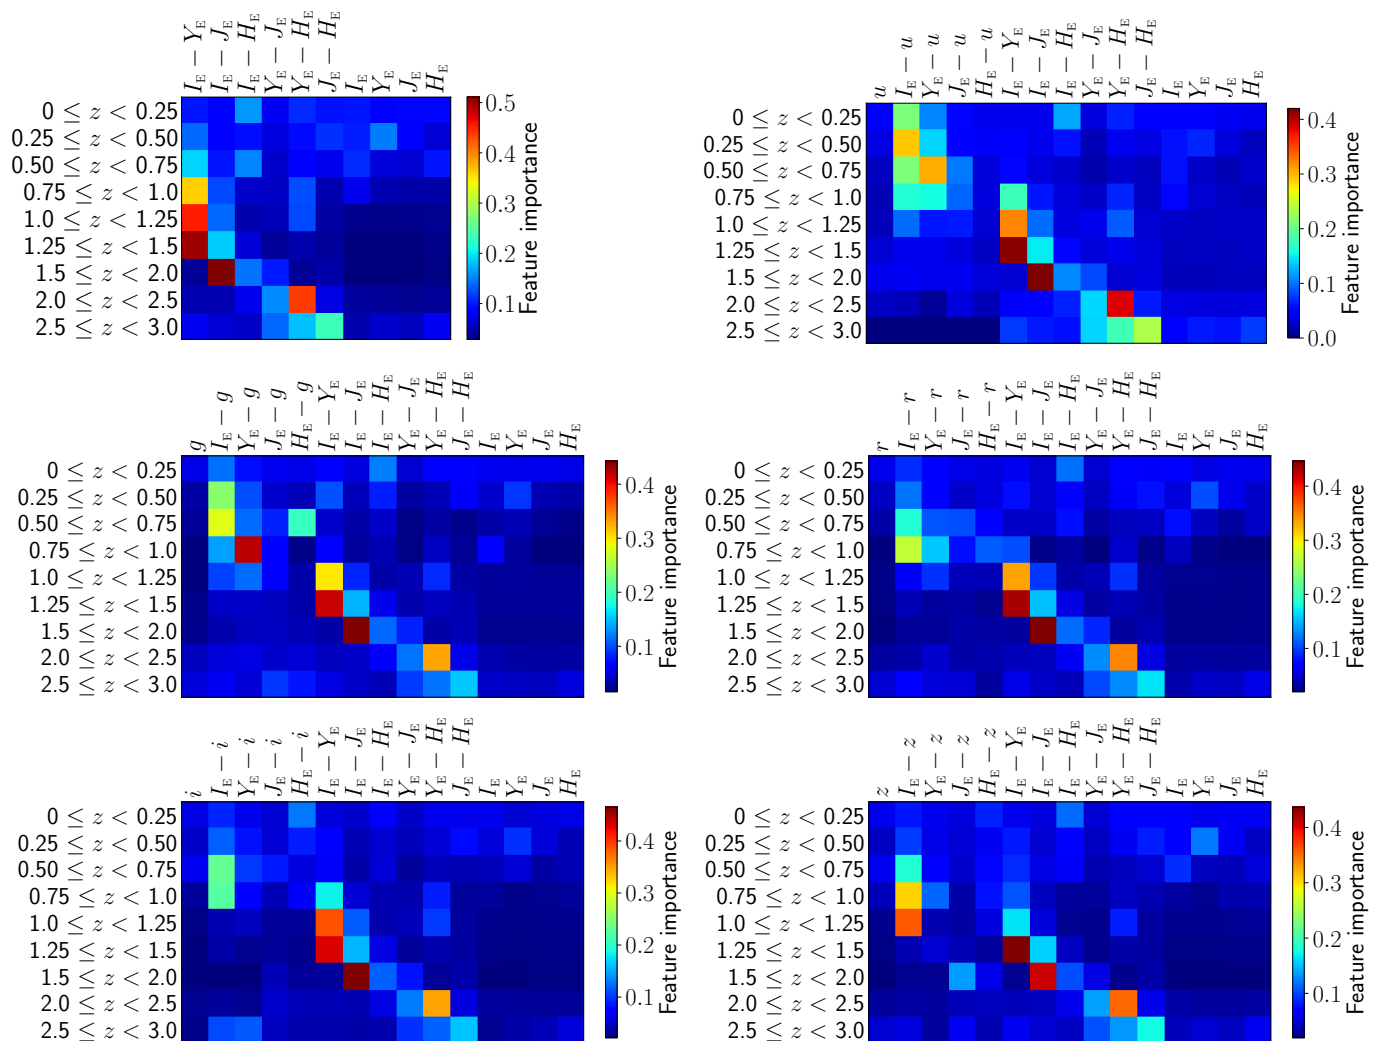 I_E − Y_E
I_E − J_E
I_E − H_E
Y_E − J_E
Y_E − H_E
J_E − H_E
I_E
Y_E
J_E
H_E
0 ≤ z < 0.25
0.25 ≤ z < 0.50
0.50 ≤ z < 0.75
0.75 ≤ z < 1.0
1.0 ≤ z < 1.25
1.25 ≤ z < 1.5
1.5 ≤ z < 2.0
2.0 ≤ z < 2.5
2.5 ≤ z < 3.0
0.5
0.4
0.3
0.2
0.1
Feature importance
u
I_E − u
Y_E − u
J_E − u
H_E − u
I_E − Y_E
I_E − J_E
I_E − H_E
Y_E − J_E
Y_E − H_E
J_E − H_E
I_E
Y_E
J_E
H_E
0 ≤ z < 0.25
0.25 ≤ z < 0.50
0.50 ≤ z < 0.75
0.75 ≤ z < 1.0
1.0 ≤ z < 1.25
1.25 ≤ z < 1.5
1.5 ≤ z < 2.0
2.0 ≤ z < 2.5
2.5 ≤ z < 3.0
0.4
0.3
0.2
0.1
0.0
Feature importance
g
I_E − g
Y_E − g
J_E − g
H_E − g
I_E − Y_E
I_E − J_E
I_E − H_E
Y_E − J_E
Y_E − H_E
J_E − H_E
I_E
Y_E
J_E
H_E
0 ≤ z < 0.25
0.25 ≤ z < 0.50
0.50 ≤ z < 0.75
0.75 ≤ z < 1.0
1.0 ≤ z < 1.25
1.25 ≤ z < 1.5
1.5 ≤ z < 2.0
2.0 ≤ z < 2.5
2.5 ≤ z < 3.0
0.4
0.3
0.2
0.1
Feature importance
r
I_E − r
Y_E − r
J_E − r
H_E − r
I_E − Y_E
I_E − J_E
I_E − H_E
Y_E − J_E
Y_E − H_E
J_E − H_E
I_E
Y_E
J_E
H_E
0 ≤ z < 0.25
0.25 ≤ z < 0.50
0.50 ≤ z < 0.75
0.75 ≤ z < 1.0
1.0 ≤ z < 1.25
1.25 ≤ z < 1.5
1.5 ≤ z < 2.0
2.0 ≤ z < 2.5
2.5 ≤ z < 3.0
0.4
0.3
0.2
0.1
Feature importance
i
I_E − i
Y_E − i
J_E − i
H_E − i
I_E − Y_E
I_E − J_E
I_E − H_E
Y_E − J_E
Y_E − H_E
J_E − H_E
I_E
Y_E
J_E
H_E
0 ≤ z < 0.25
0.25 ≤ z < 0.50
0.50 ≤ z < 0.75
0.75 ≤ z < 1.0
1.0 ≤ z < 1.25
1.25 ≤ z < 1.5
1.5 ≤ z < 2.0
2.0 ≤ z < 2.5
2.5 ≤ z < 3.0
0.4
0.3
0.2
0.1
Feature importance
z
I_E − z
Y_E − z
J_E − z
H_E − z
I_E − Y_E
I_E − J_E
I_E − H_E
Y_E − J_E
Y_E − H_E
J_E − H_E
I_E
Y_E
J_E
H_E
0 ≤ z < 0.25
0.25 ≤ z < 0.50
0.50 ≤ z < 0.75
0.75 ≤ z < 1.0
1.0 ≤ z < 1.25
1.25 ≤ z < 1.5
1.5 ≤ z < 2.0
2.0 ≤ z < 2.5
2.5 ≤ z < 3.0
0.4
0.3
0.2
0.1
Feature importance